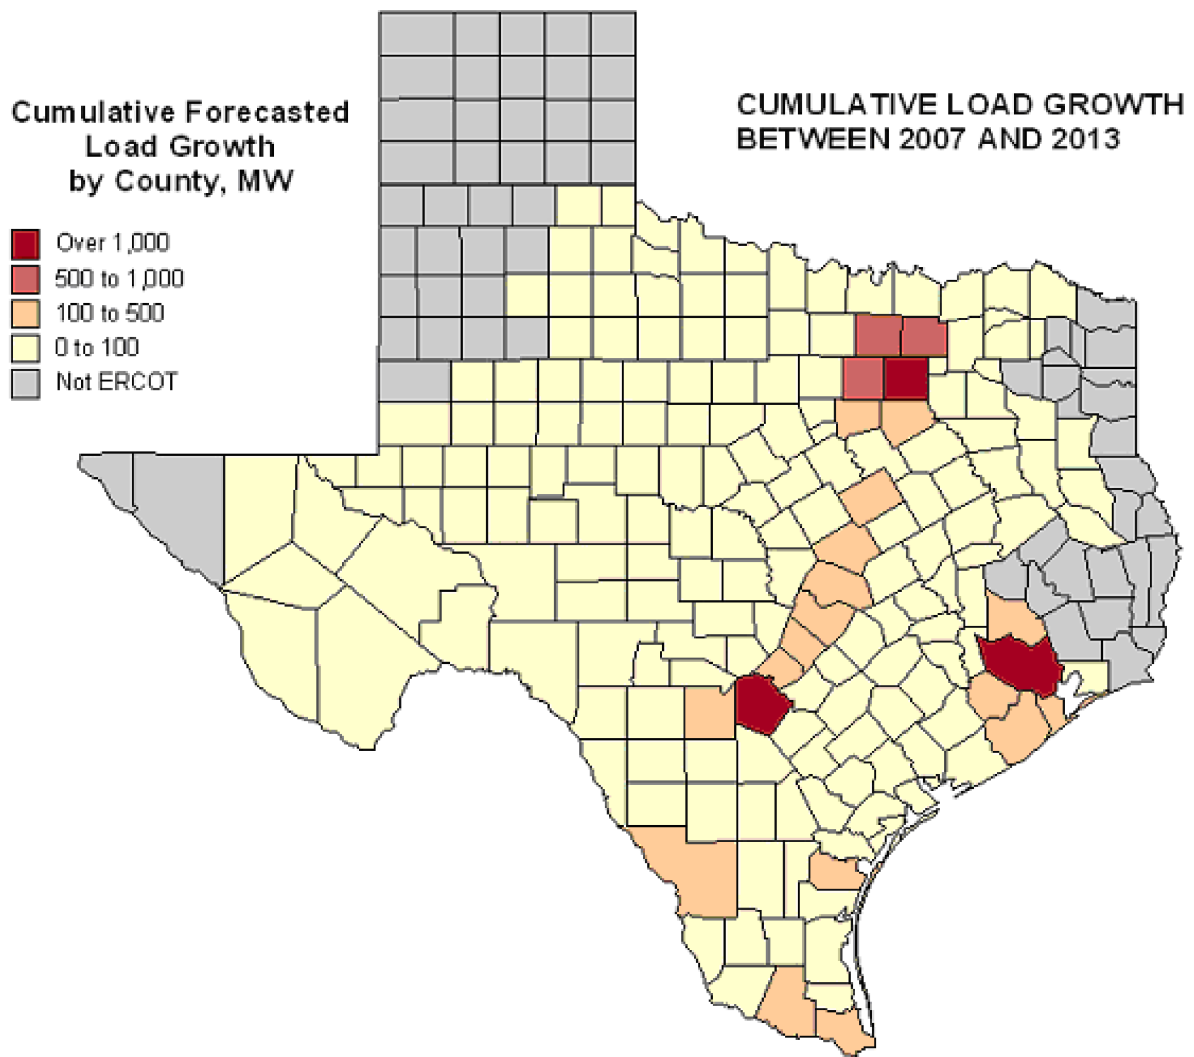 Cumulative Forecasted
Load Growth
by County, MW
Over 1,000
500 to 1,000
100 to 500
0 to 100
Not ERCOT
CUMULATIVE LOAD GROWTH
BETWEEN 2007 AND 2013